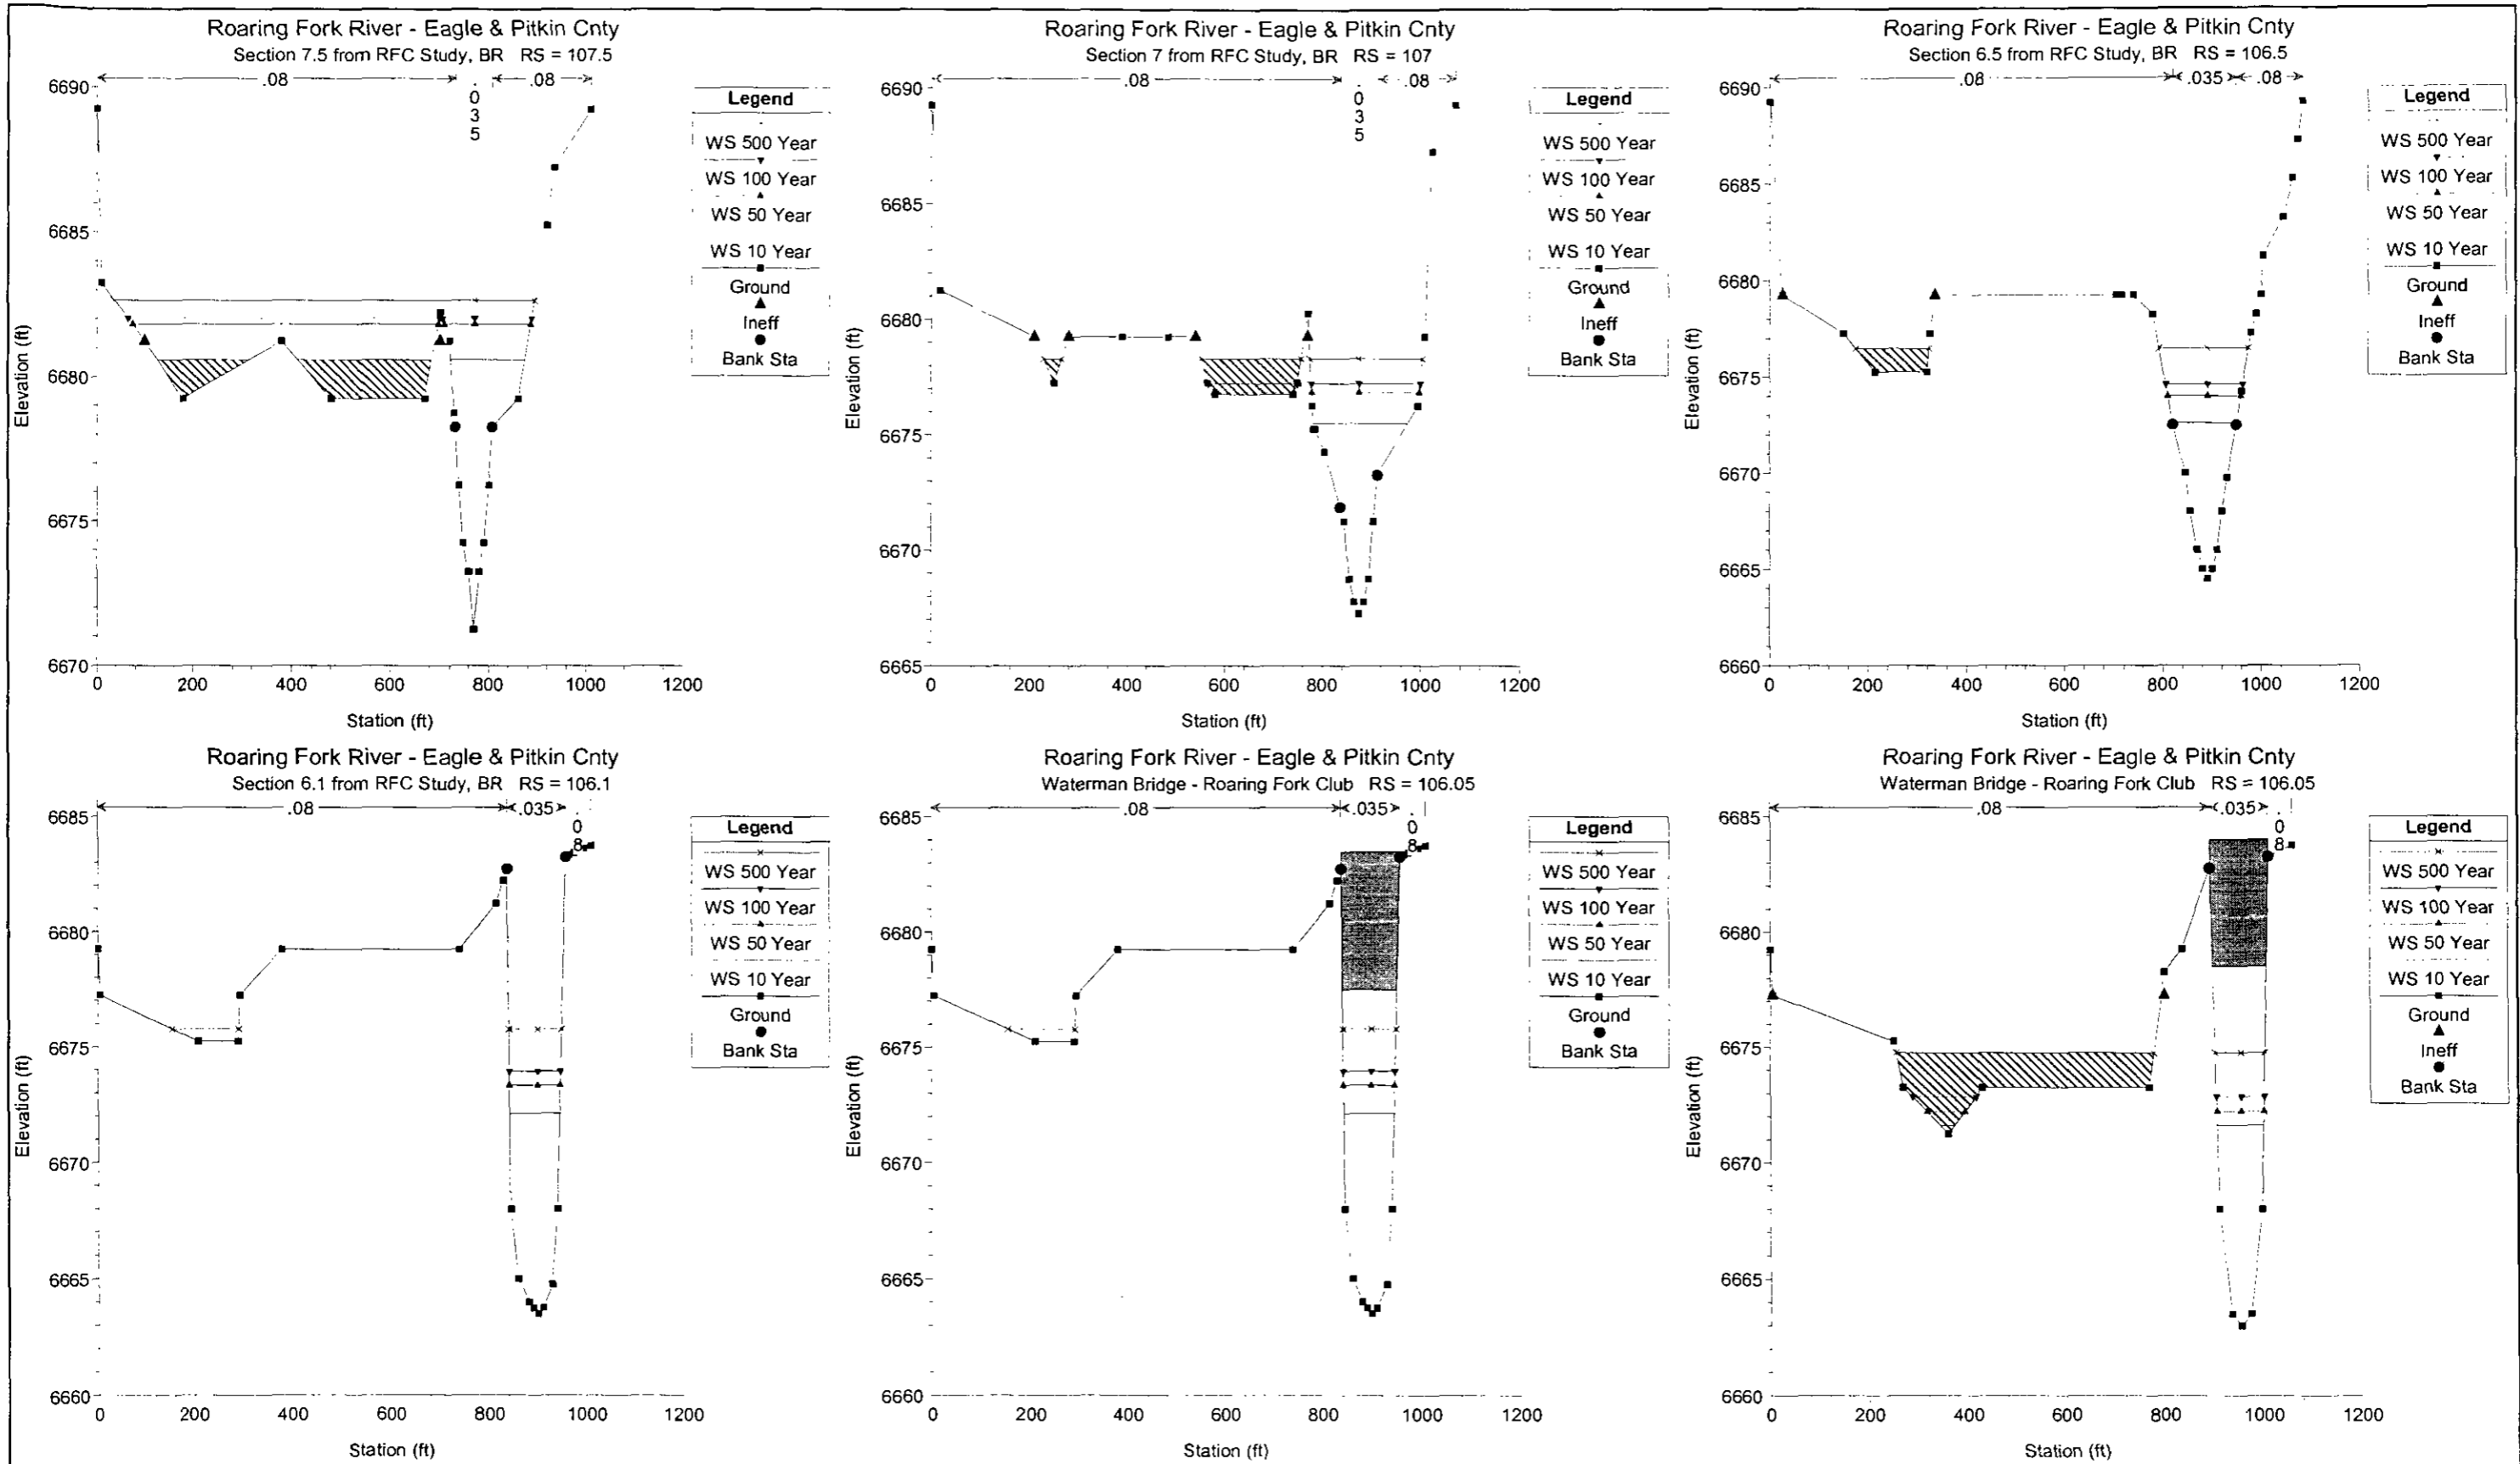 Roaring Fork River - Eagle & Pitkin Cnty
Section 7.5 from RFC Study, BR RS = 107.5
.08
.035
.08
6690
6685
6680
6675
6670
Elevation (ft)
0 200 400 600 800 1000 1200
Station (ft)
Legend
WS 500 Year
WS 100 Year
WS 50 Year
WS 10 Year
Ground
Ineff
Bank Sta
Roaring Fork River - Eagle & Pitkin Cnty
Section 7 from RFC Study, BR RS = 107
.08
.035
.08
6690
6685
6680
6675
6670
6665
Elevation (ft)
0 200 400 600 800 1000 1200
Station (ft)
Legend
WS 500 Year
WS 100 Year
WS 50 Year
WS 10 Year
Ground
Ineff
Bank Sta
Roaring Fork River - Eagle & Pitkin Cnty
Section 6.5 from RFC Study, BR RS = 106.5
.08 .035 .08
6690
6685
6680
6675
6670
6665
6660
Elevation (ft)
0 200 400 600 800 1000 1200
Station (ft)
Legend
WS 500 Year
WS 100 Year
WS 50 Year
WS 10 Year
Ground
Ineff
Bank Sta
Roaring Fork River - Eagle & Pitkin Cnty
Section 6.1 from RFC Study, BR RS = 106.1
.08 .035
.08
6685
6680
6675
6670
6665
6660
Elevation (ft)
0 200 400 600 800 1000 1200
Station (ft)
Legend
WS 500 Year
WS 100 Year
WS 50 Year
WS 10 Year
Ground
Bank Sta
Roaring Fork River - Eagle & Pitkin Cnty
Waterman Bridge - Roaring Fork Club RS = 106.05
.08 .035
.08
6685
6680
6675
6670
6665
6660
Elevation (ft)
0 200 400 600 800 1000 1200
Station (ft)
Legend
WS 500 Year
WS 100 Year
WS 50 Year
WS 10 Year
Ground
Bank Sta
Roaring Fork River - Eagle & Pitkin Cnty
Waterman Bridge - Roaring Fork Club RS = 106.05
.08 .035
.08
6685
6680
6675
6670
6665
6660
Elevation (ft)
0 200 400 600 800 1000 1200
Station (ft)
Legend
WS 500 Year
WS 100 Year
WS 50 Year
WS 10 Year
Ground
Ineff
Bank Sta